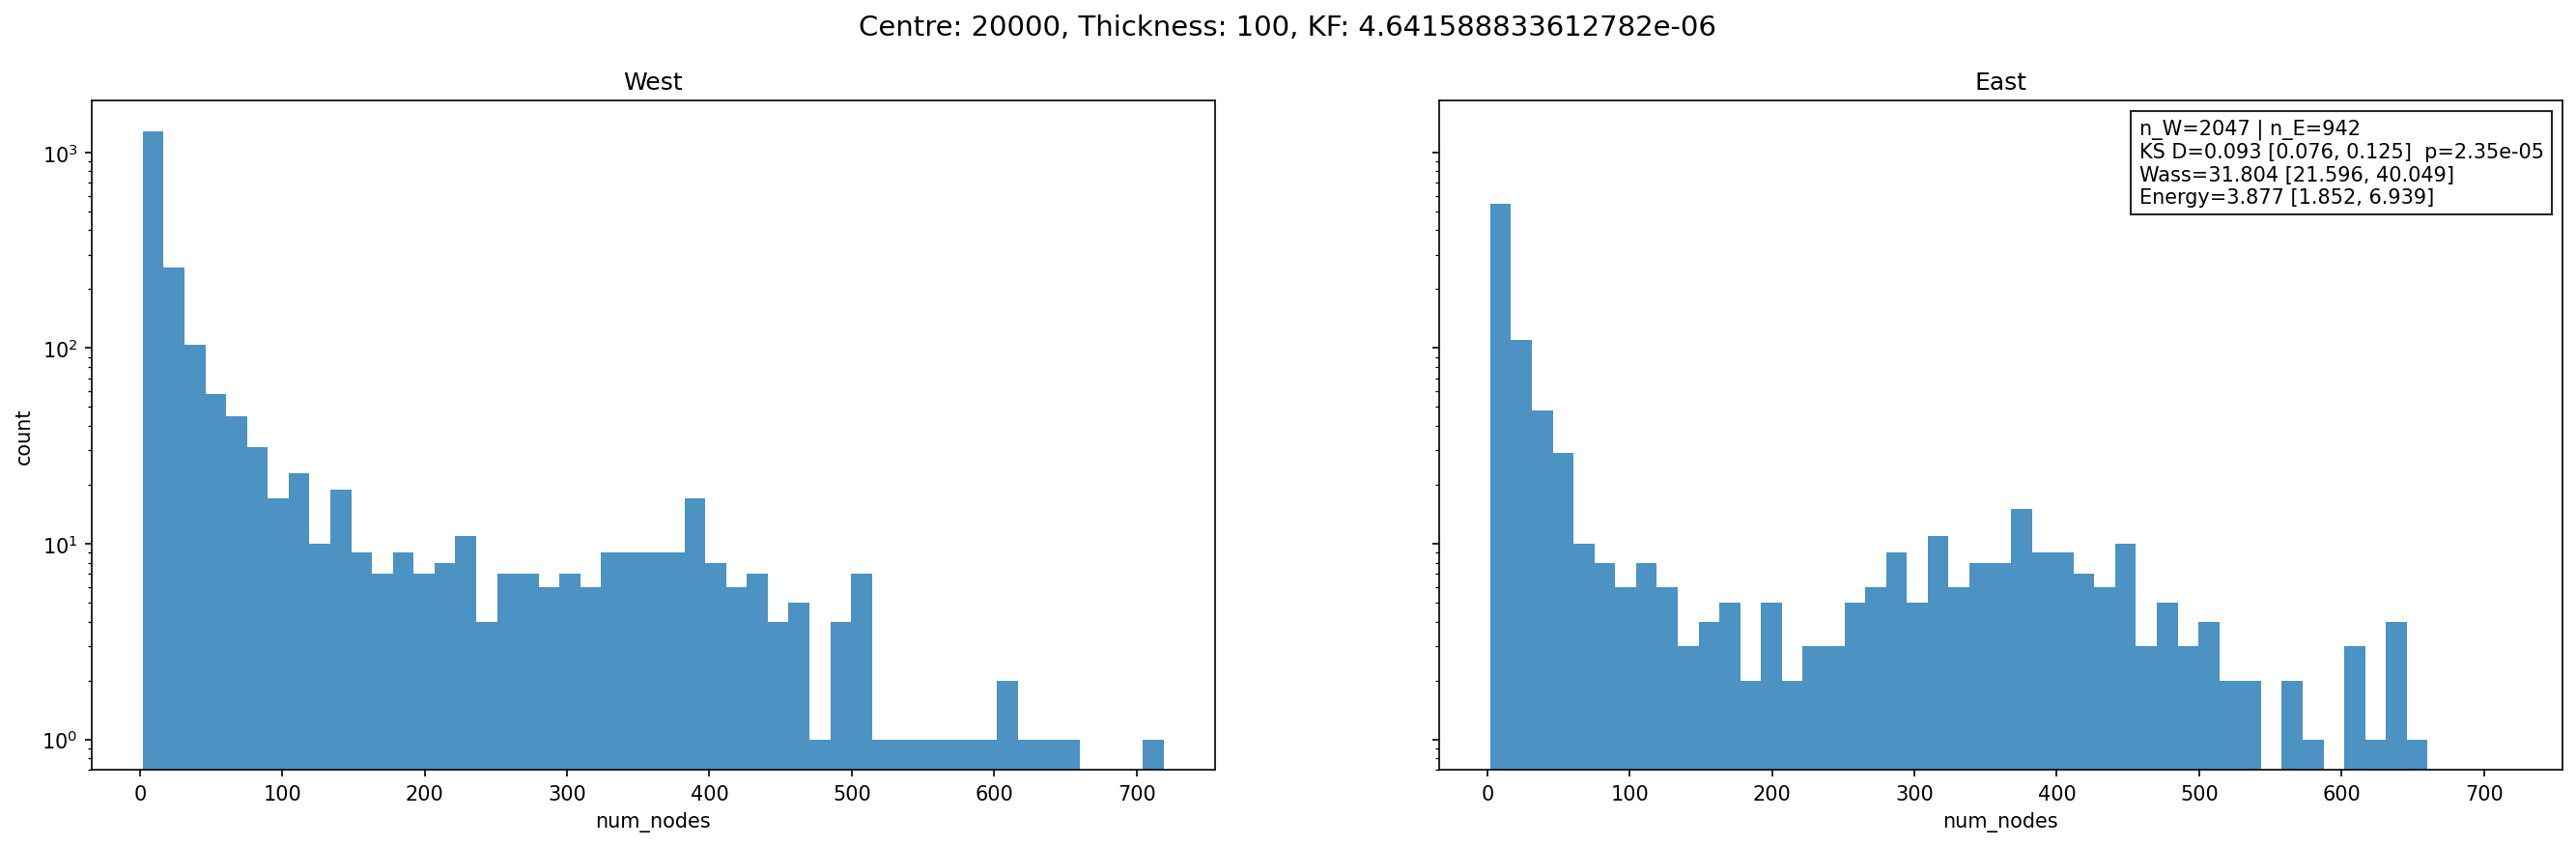 Centre: 20000, Thickness: 100, KF: 4.641588833612782e-06
West
10³
10²
10¹
10⁰
count
0 100 200 300 400 500 600 700
num_nodes
East
n_W=2047 | n_E=942
KS D=0.093 [0.076, 0.125] p=2.35e-05
Wass=31.804 [21.596, 40.049]
Energy=3.877 [1.852, 6.939]
0 100 200 300 400 500 600 700
num_nodes